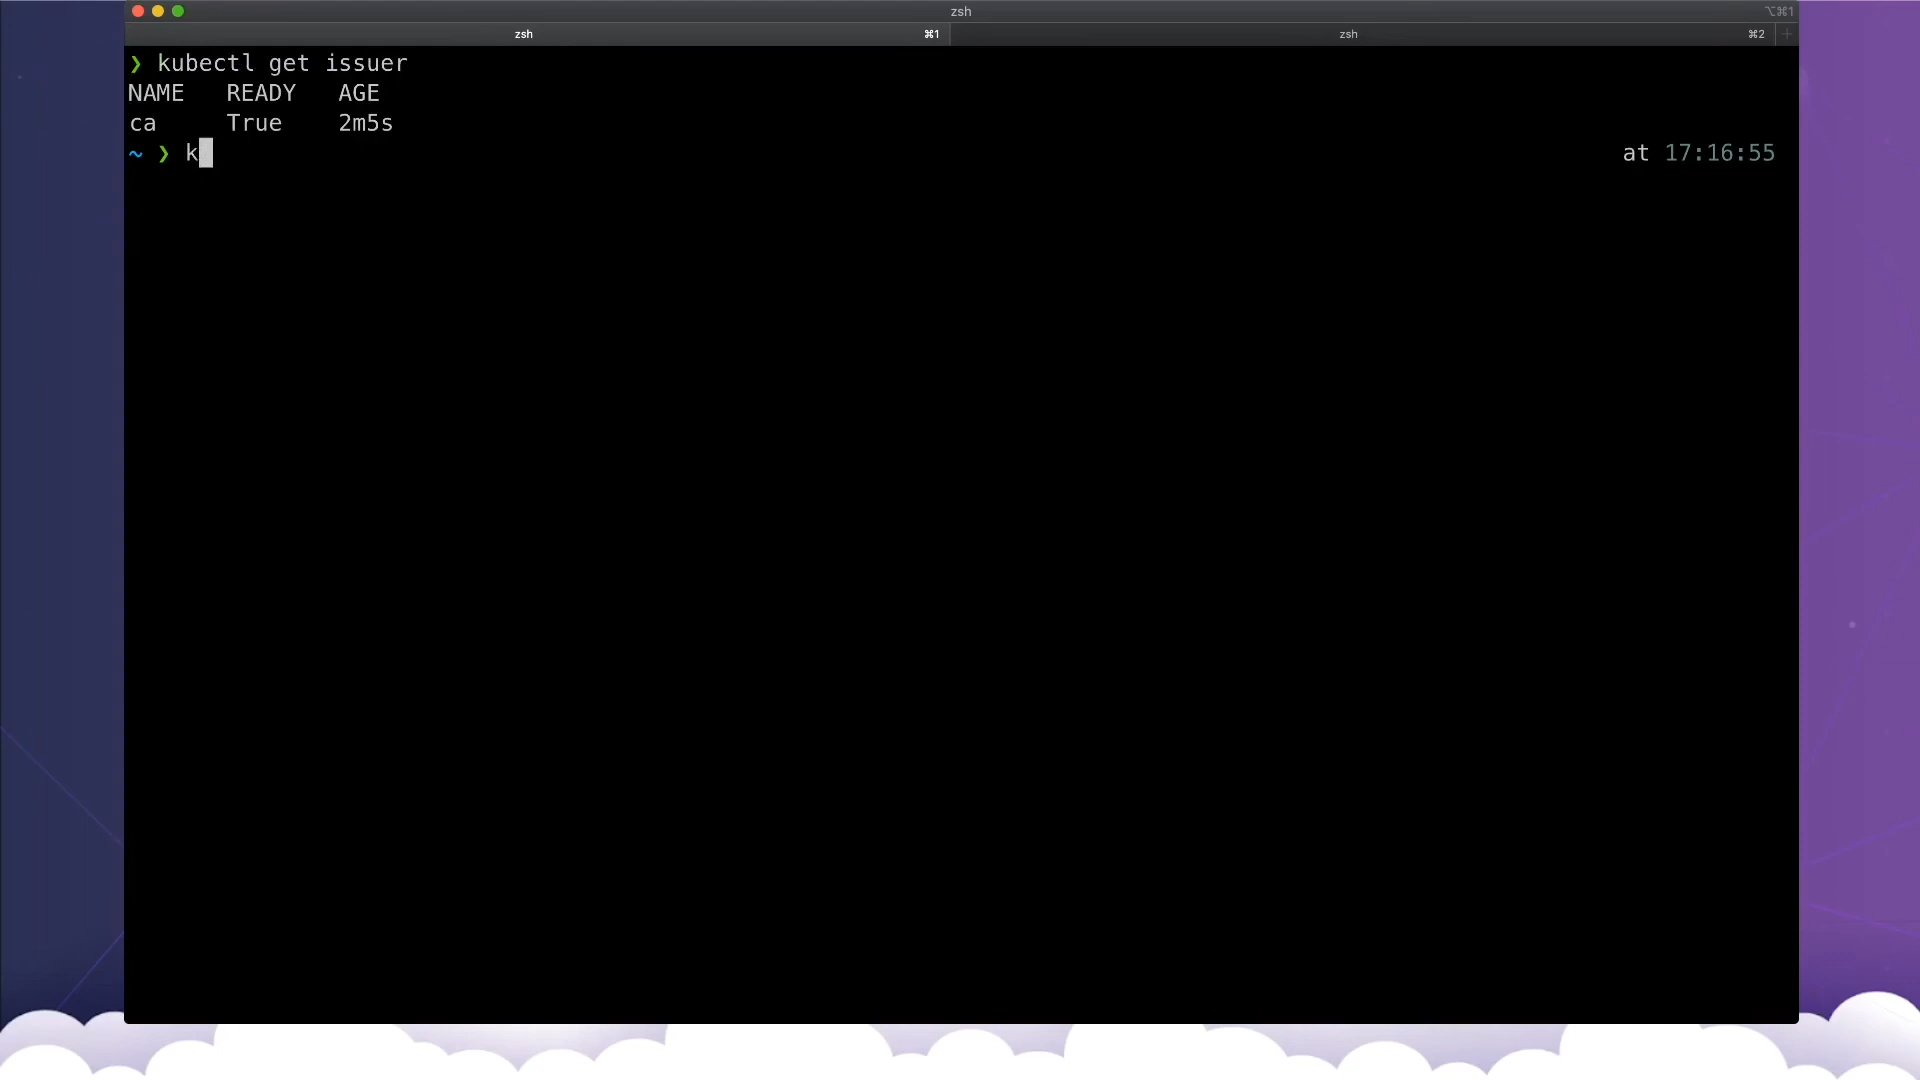 zsh
⌥⌘1
zsh ⌘1
zsh ⌘2 +
❯ kubectl get issuer
NAME READY AGE
ca True 2m5s
~ ❯ k
at 17:16:55